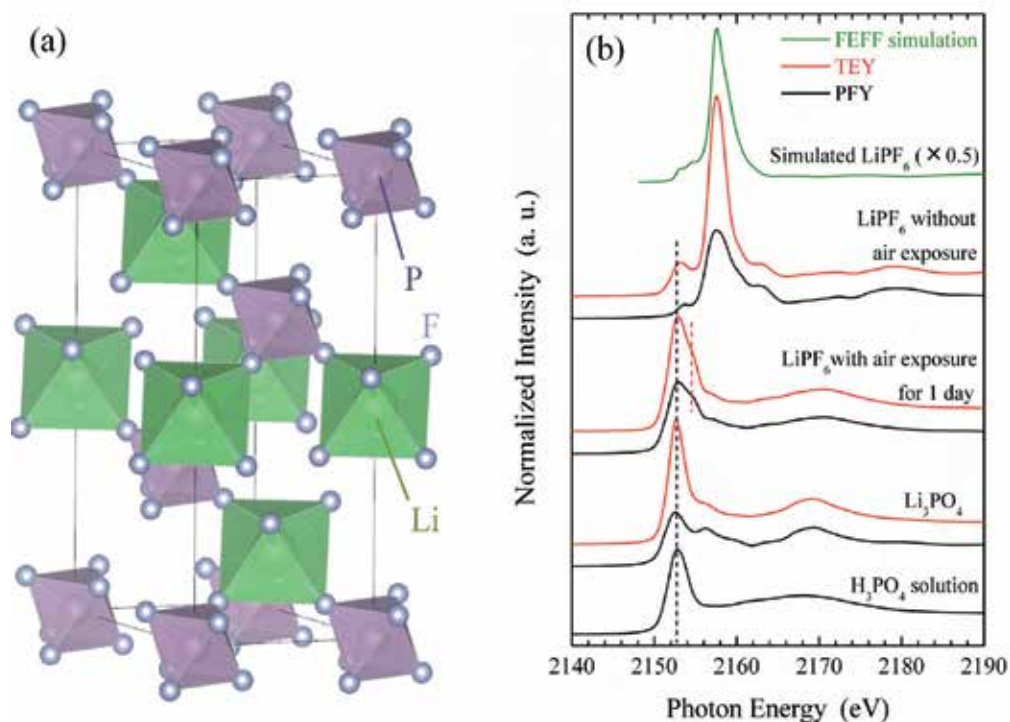 (a)
P
F
Li
(b)
FEFF simulation
TEY
PFY
Simulated LiPF₆ (×0.5)
LiPF₆ without
air exposure
LiPF₆ with air exposure
for 1 day
Li₃PO₄
H₃PO₄ solution
Normalized Intensity (a. u.)
2140 2150 2160 2170 2180 2190
Photon Energy (eV)